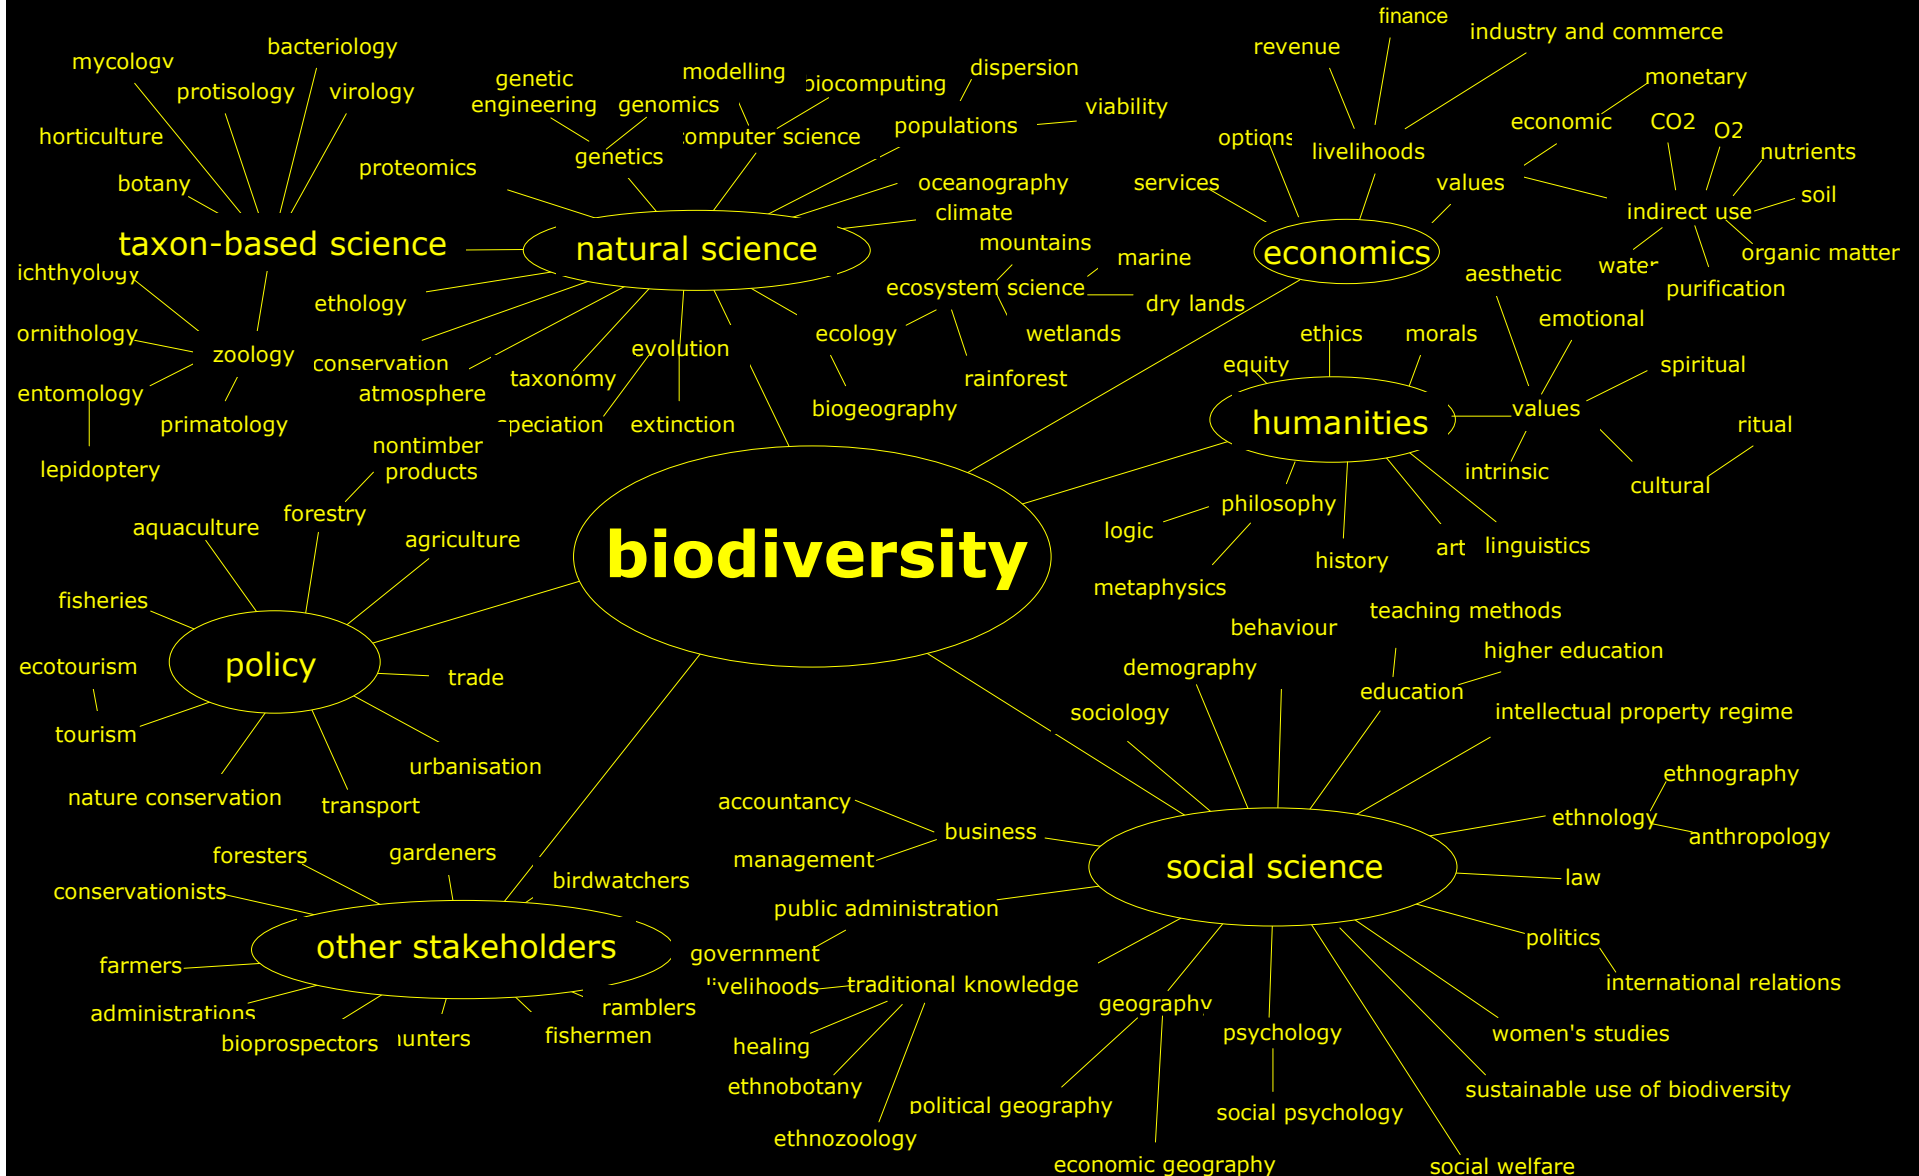 finance
industry and commerce
revenue
bacteriology
mycology
protisology
virology
horticulture
botany
genetic
engineering
genomics
modelling
biocomputing
dispersion
viability
populations
computer science
genetics
proteomics
oceanography
climate
monetary
economic
CO2
O2
nutrients
soil
options
livelihoods
services
values
indirect use
organic matter
water
purification
taxon-based science
natural science
economics
mountains
marine
ecosystem science
dry lands
wetlands
ecology
rainforest
biogeography
ichthyology
ethology
ornithology
zoology
conservation
evolution
entomology
atmosphere
taxonomy
primatology
speciation
extinction
lepidoptery
aesthetic
emotional
ethics
morals
equity
spiritual
humanities
values
ritual
intrinsic
cultural
philosophy
logic
history
art
linguistics
metaphysics
nontimber
products
aquaculture
forestry
agriculture
biodiversity
fisheries
policy
ecotourism
trade
tourism
urbanisation
nature conservation
transport
teaching methods
behaviour
higher education
demography
education
sociology
intellectual property regime
ethnography
accountancy
business
ethnology
anthropology
management
social science
law
public administration
politics
government
international relations
livelihoods
traditional knowledge
geography
psychology
women's studies
healing
ethnobotany
political geography
social psychology
sustainable use of biodiversity
ethnozoology
economic geography
social welfare
foresters
gardeners
birdwatchers
conservationists
other stakeholders
farmers
administrations
ramblers
bioprospectors
hunters
fishermen